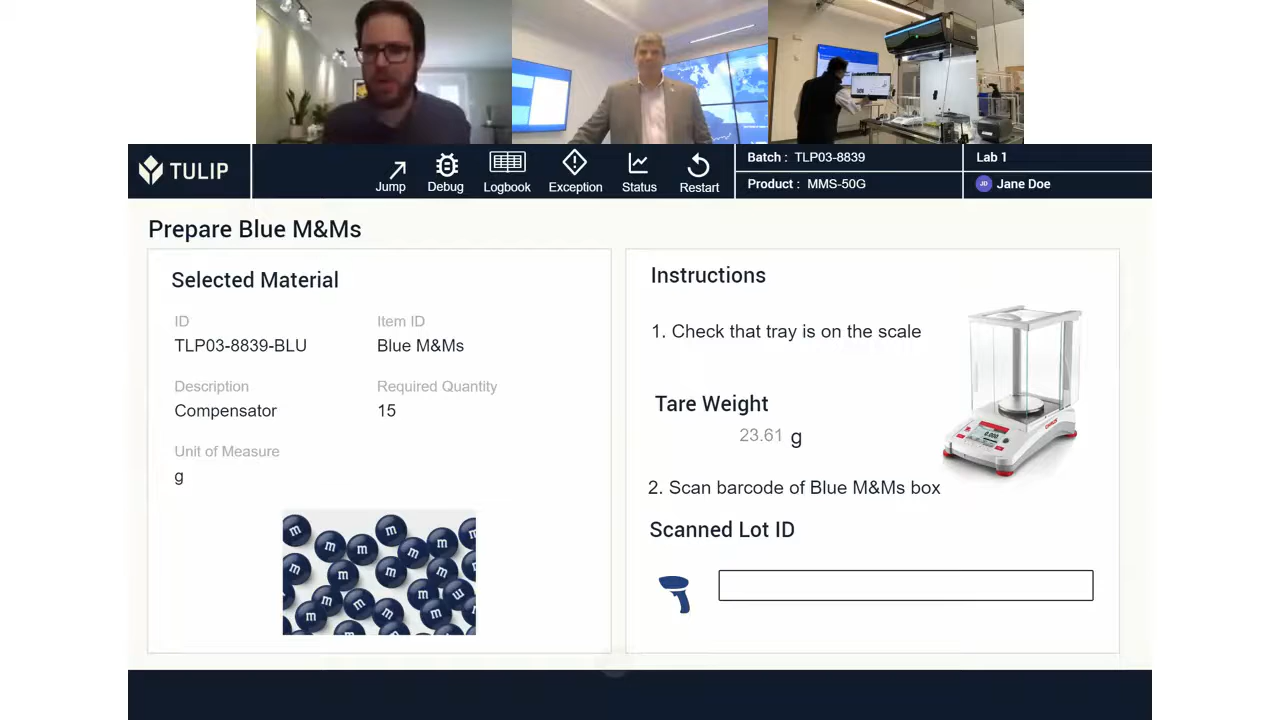 TULIP
Jump
Debug
Logbook
Exception
Status
Restart
Batch : TLP03-8839
Product : MMS-50G
Lab 1
JD Jane Doe
Prepare Blue M&Ms
Selected Material
ID
TLP03-8839-BLU
Item ID
Blue M&Ms
Description
Compensator
Required Quantity
15
Unit of Measure
g
Instructions
1. Check that tray is on the scale
Tare Weight
23.61 g
2. Scan barcode of Blue M&Ms box
Scanned Lot ID